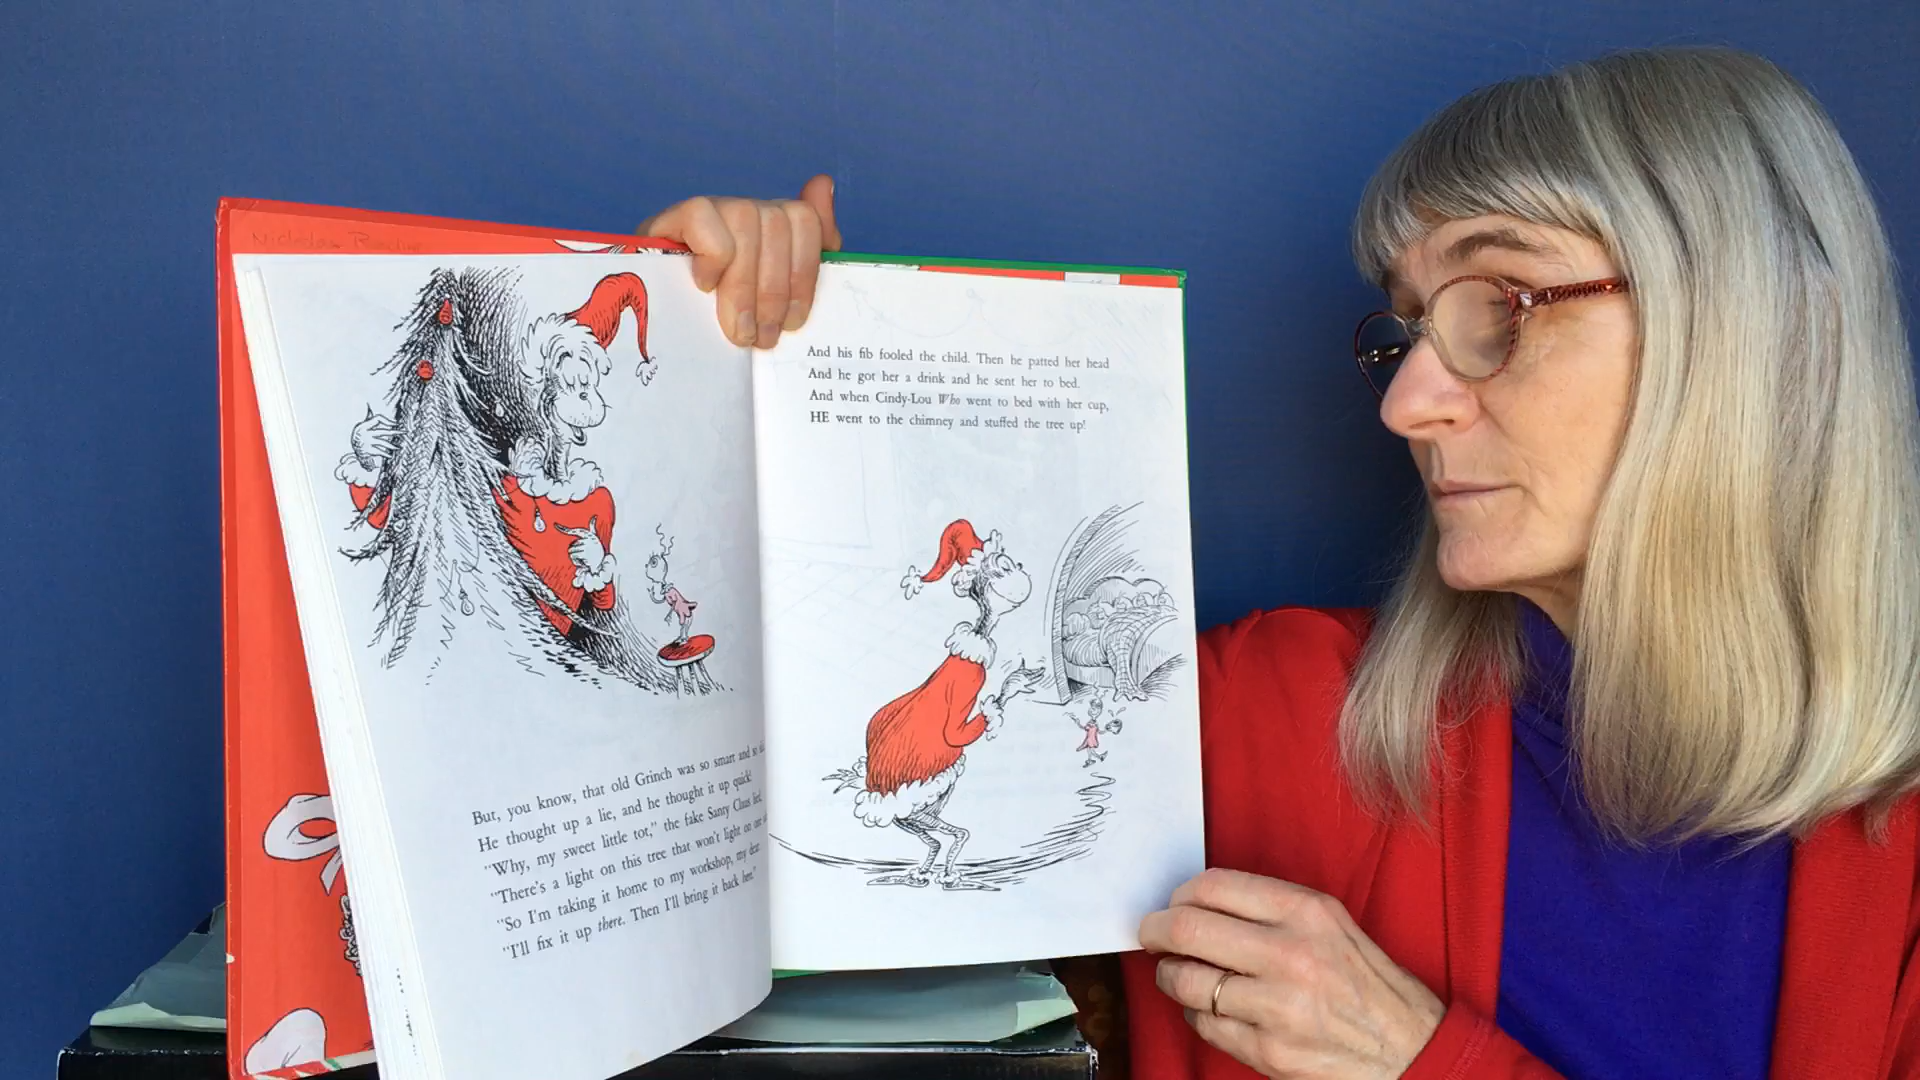 But, you know, that old Grinch was so smart and so
He thought up a lie, and he thought it up quick!
"Why, my sweet little tot," the fake Santy Claus lied,
"There's a light on this tree that won't light on one
"So I'm taking it home to my workshop, my dear.
"I'll fix it up there. Then I'll bring it back here."
And his fib fooled the child. Then he patted her head
And he got her a drink and he sent her to bed.
And when Cindy-Lou Who went to bed with her cup,
HE went to the chimney and stuffed the tree up!